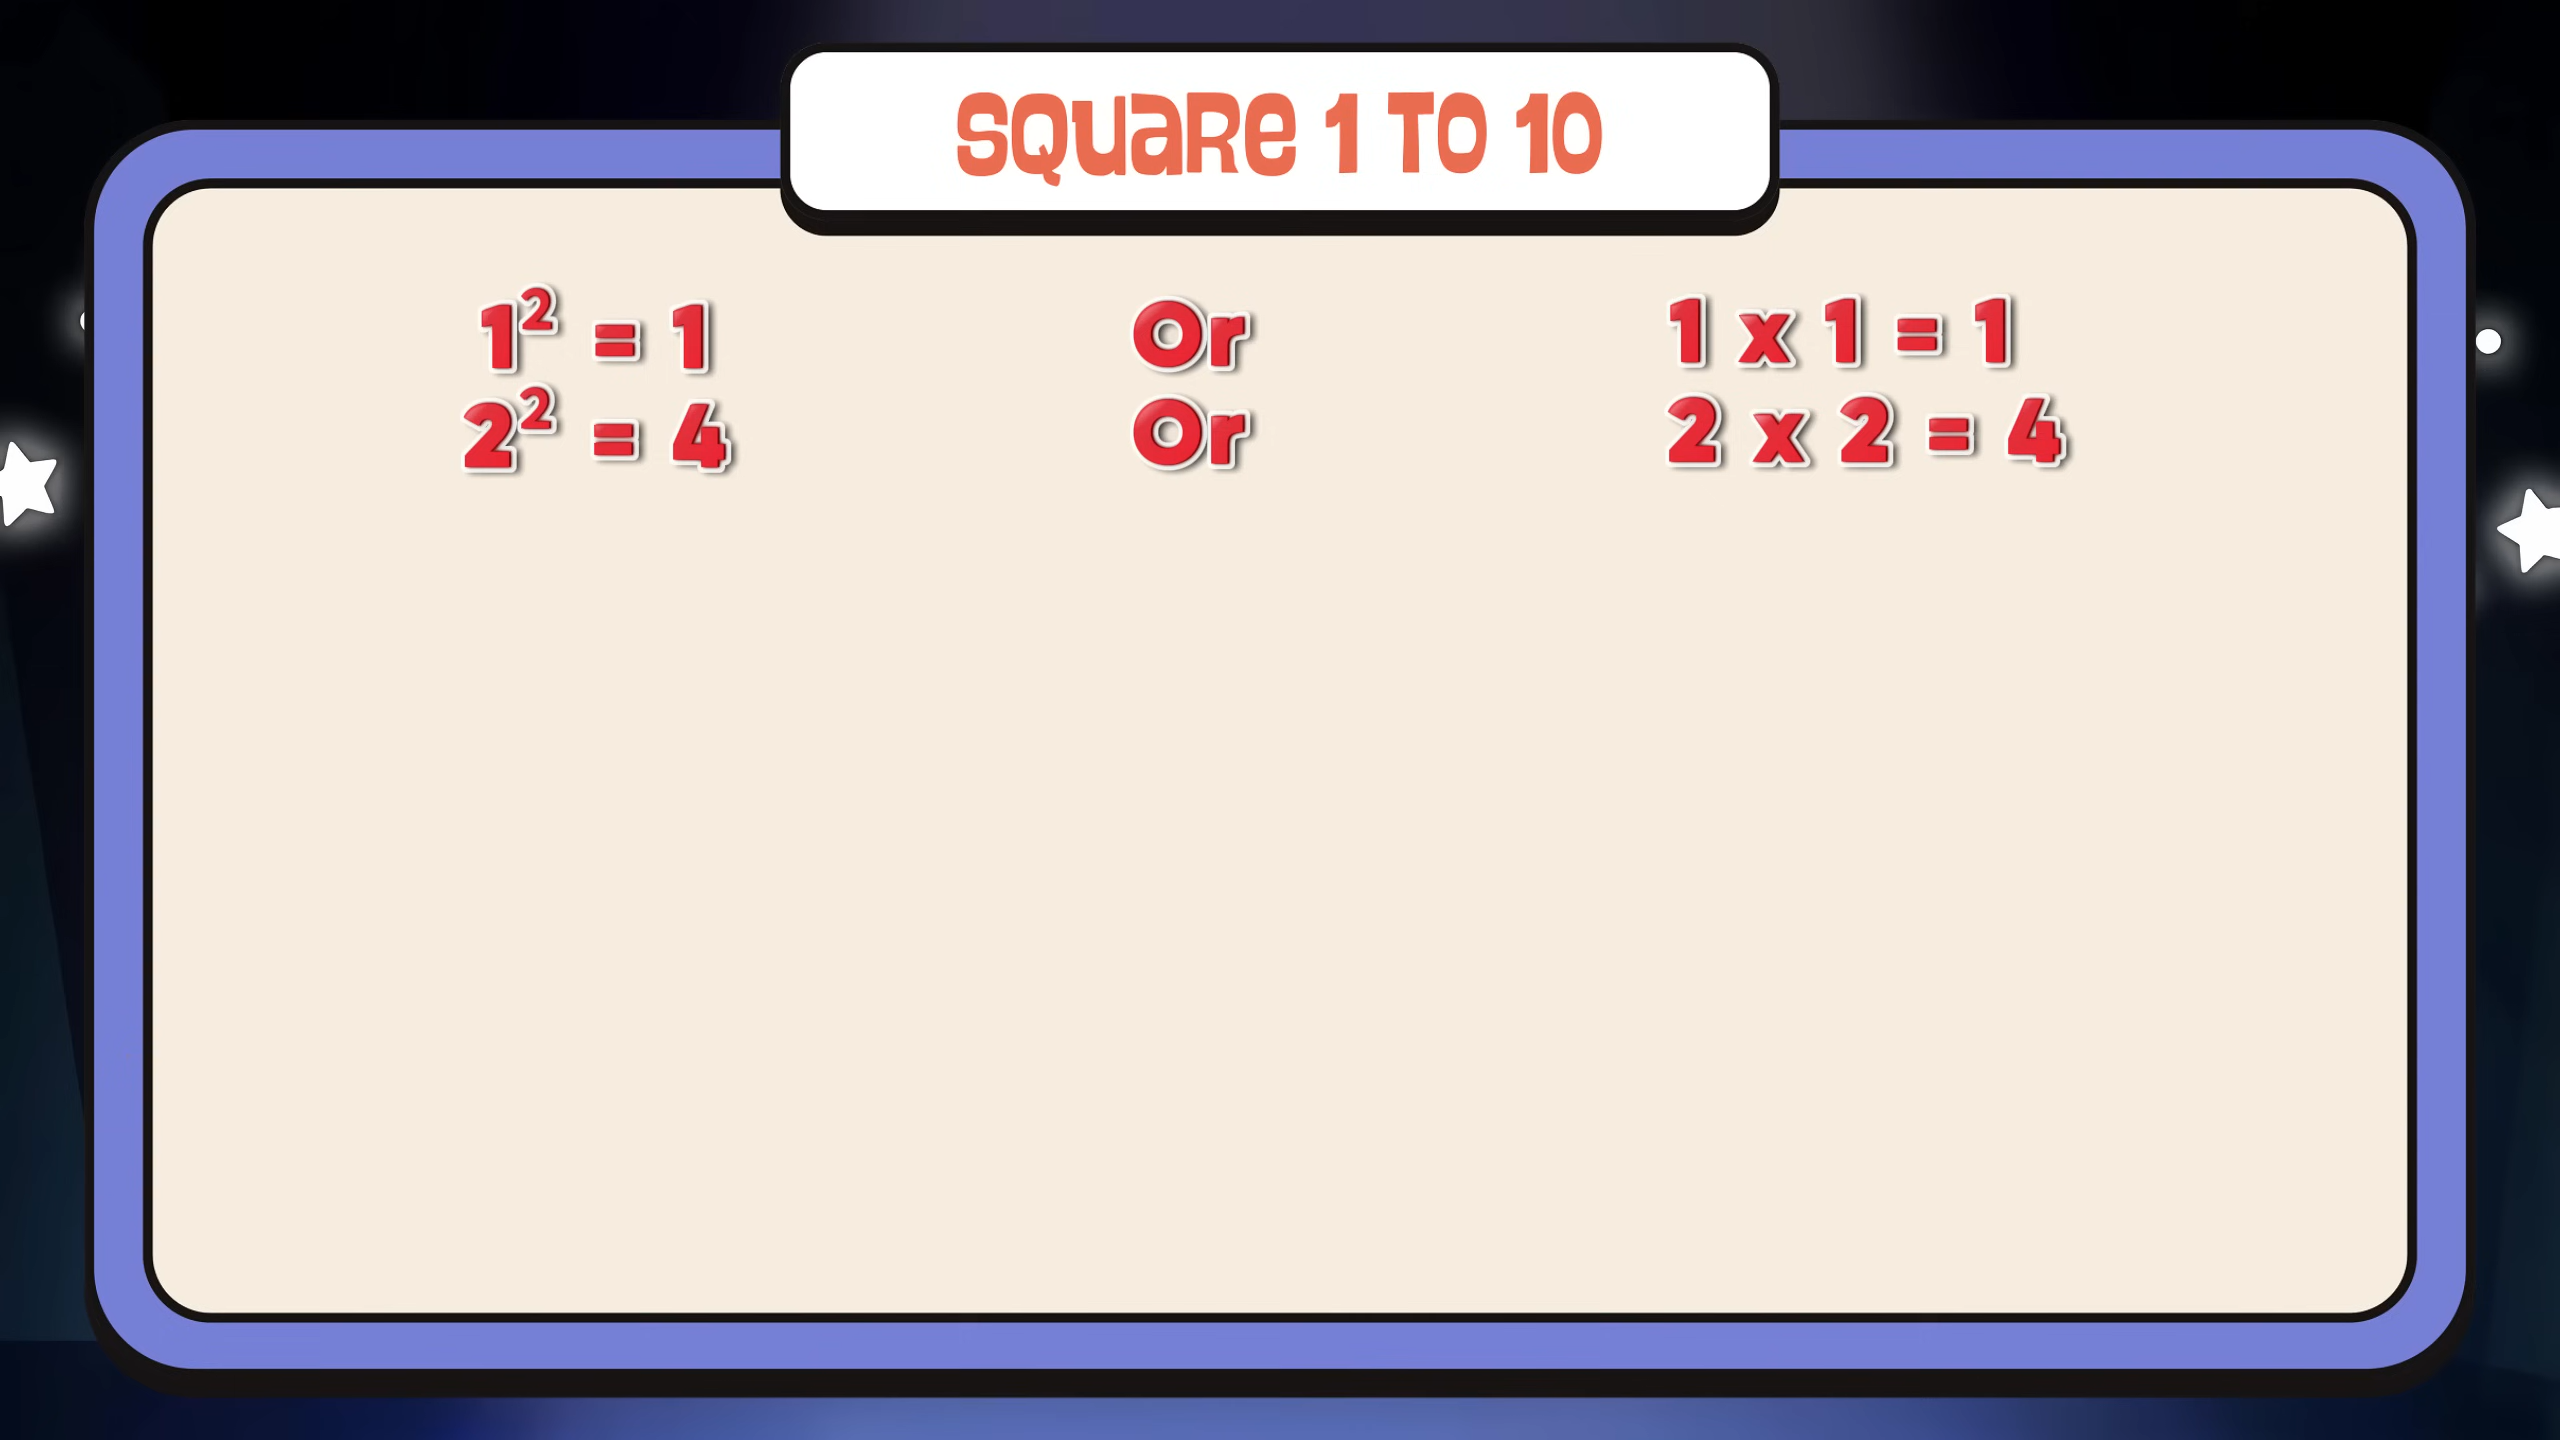 SQUaRe 1 TO 10
1² = 1 Or 1 x 1 = 1
2² = 4 Or 2 x 2 = 4